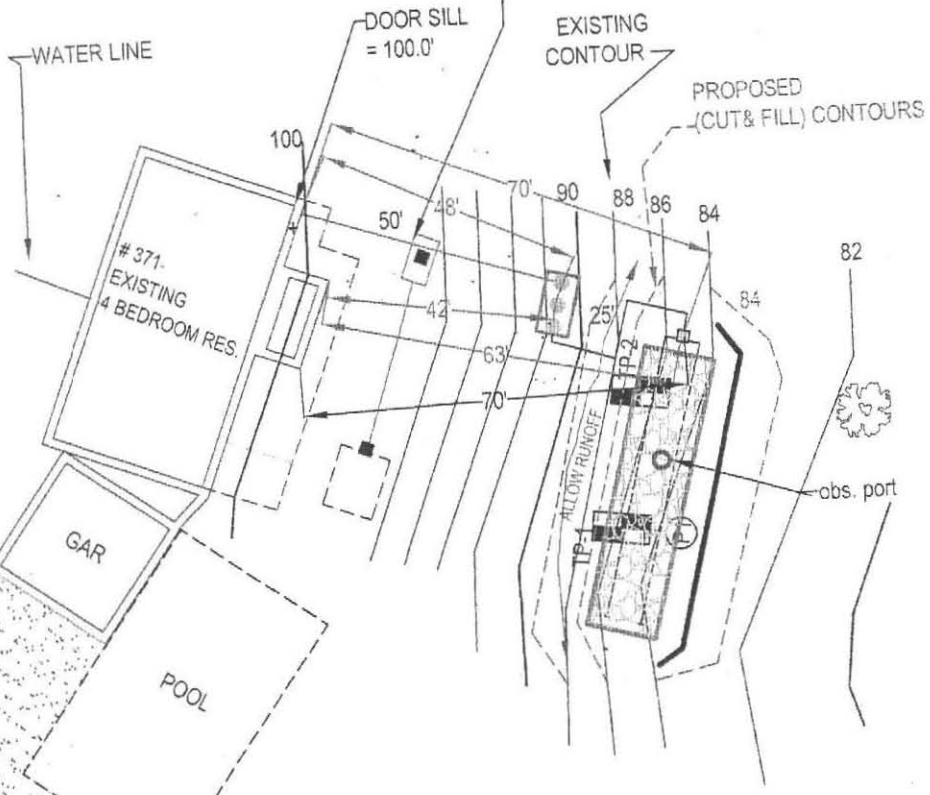 WATER LINE
DOOR SILL
= 100.0'
EXISTING
CONTOUR
PROPOSED
(CUT& FILL) CONTOURS
100
70'
90
88
86
84
82
48'
50'
# 371-
EXISTING
4 BEDROOM RES.
42'
25'
84
63'
TP-2
70'
ALLOW RUNOFF
obs. port
TP-1
P1
GAR
POOL